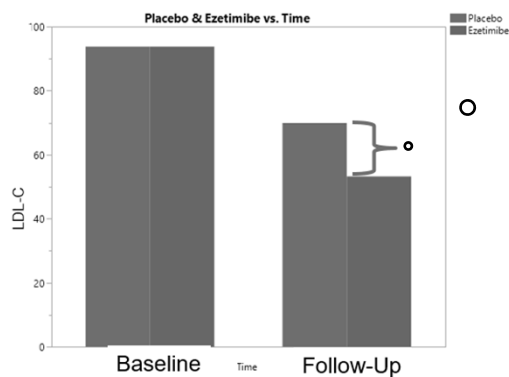 Placebo & Ezetimibe vs. Time
Placebo
Ezetimibe
100
80
60
40
20
0
LDL-C
Baseline
Time
Follow-Up